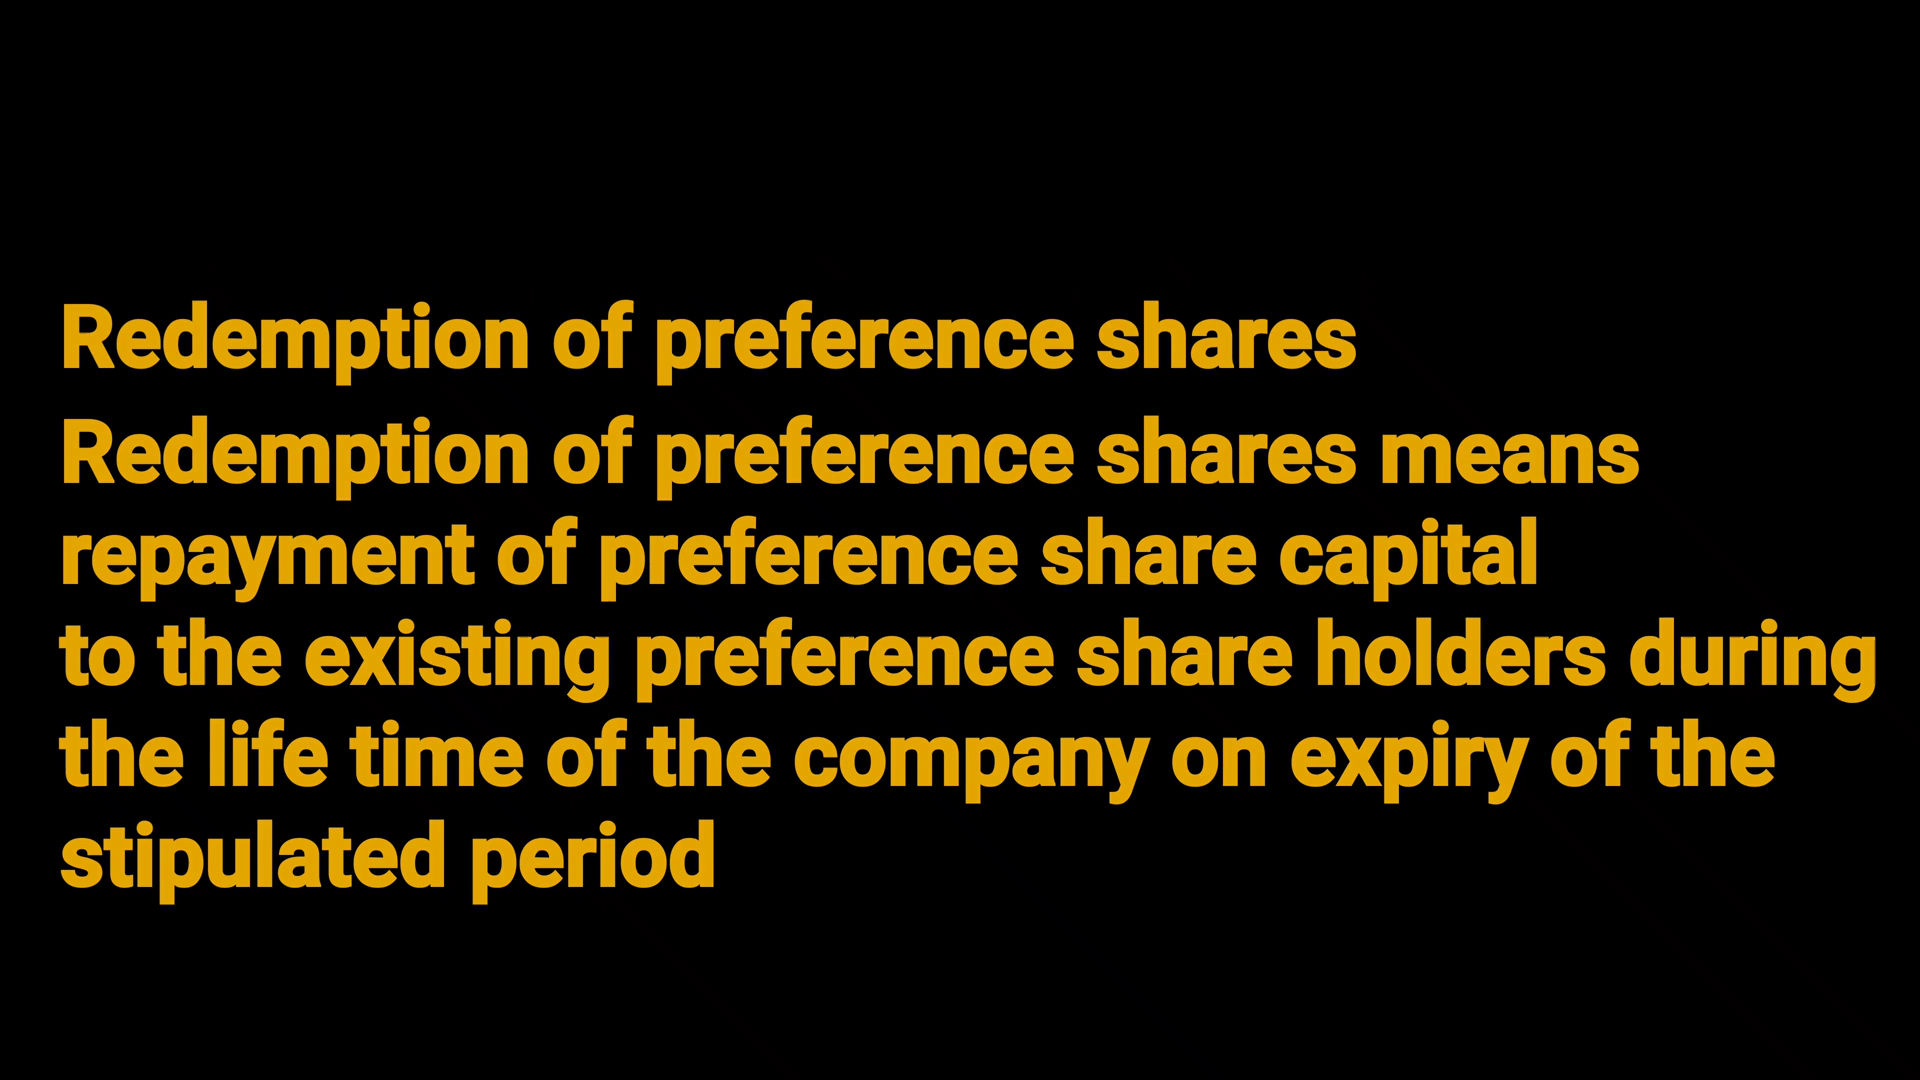 Redemption of preference shares
Redemption of preference shares means
repayment of preference share capital
to the existing preference share holders during
the life time of the company on expiry of the
stipulated period